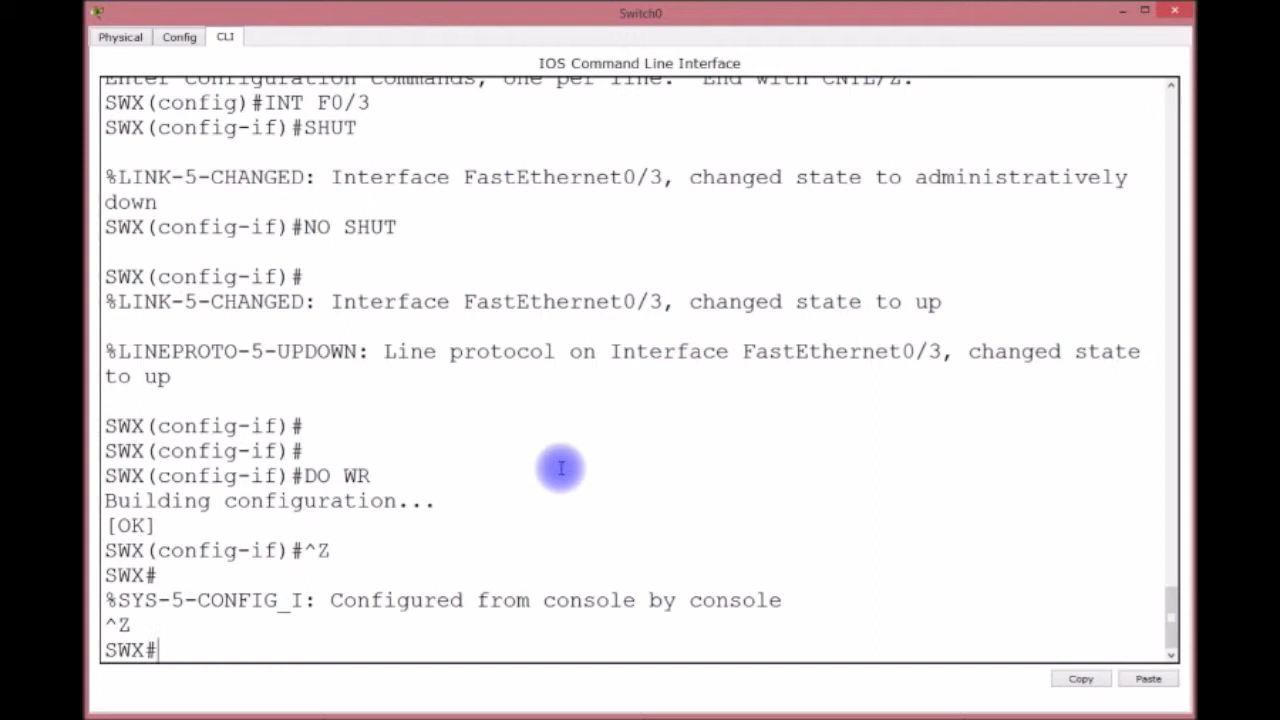 Switch0
Physical Config CLI
IOS Command Line Interface
Enter configuration commands, one per line. End with CNTL/Z.
SWX(config)#INT F0/3
SWX(config-if)#SHUT
%LINK-5-CHANGED: Interface FastEthernet0/3, changed state to administratively
down
SWX(config-if)#NO SHUT
SWX(config-if)#
%LINK-5-CHANGED: Interface FastEthernet0/3, changed state to up
%LINEPROTO-5-UPDOWN: Line protocol on Interface FastEthernet0/3, changed state
to up
SWX(config-if)#
SWX(config-if)#
SWX(config-if)#DO WR
Building configuration...
[OK]
SWX(config-if)#^Z
SWX#
%SYS-5-CONFIG_I: Configured from console by console
^Z
SWX#
Copy Paste